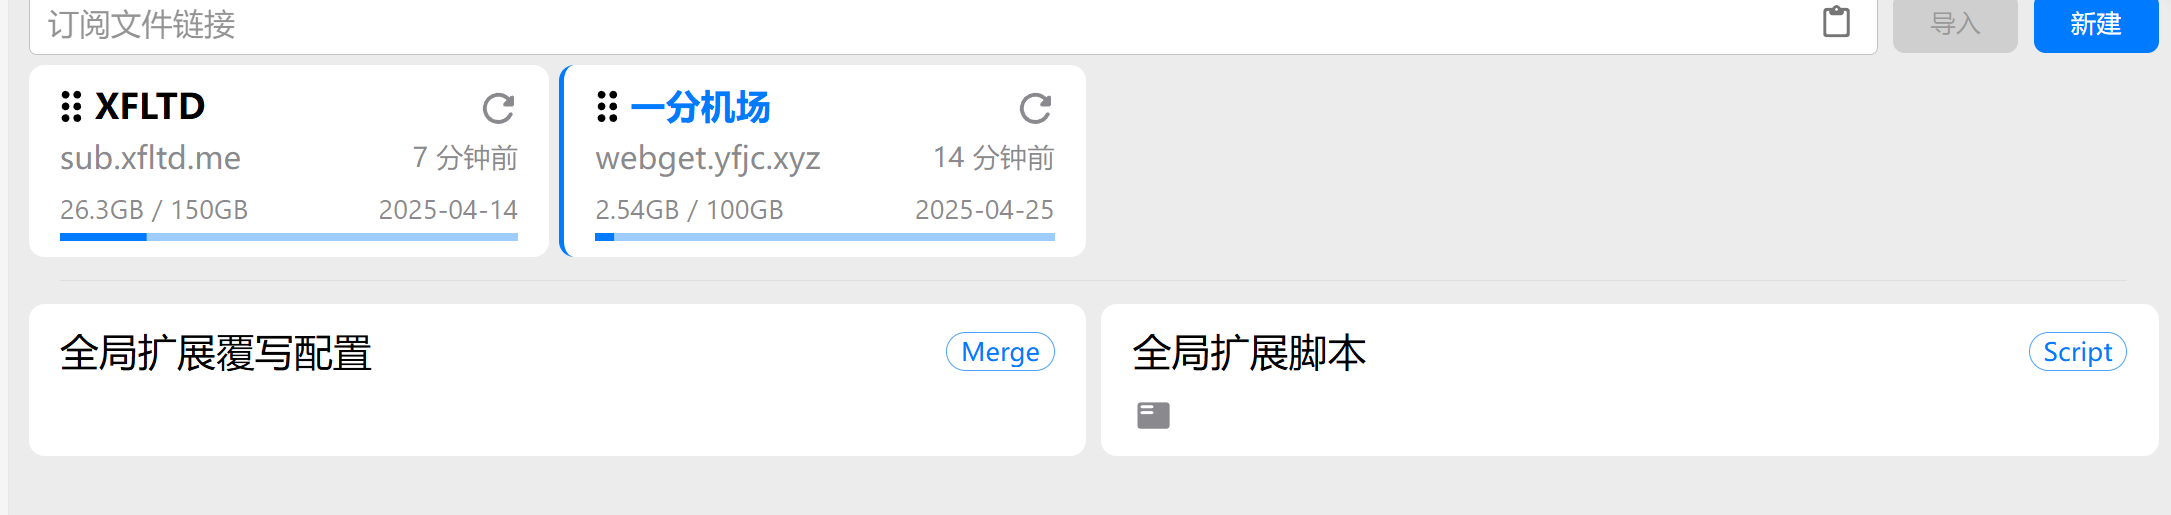 订阅文件链接
导入
新建
XFLTD
sub.xfltd.me
7 分钟前
26.3GB / 150GB
2025-04-14
一分机场
webget.yfjc.xyz
14 分钟前
2.54GB / 100GB
2025-04-25
全局扩展覆写配置
Merge
全局扩展脚本
Script